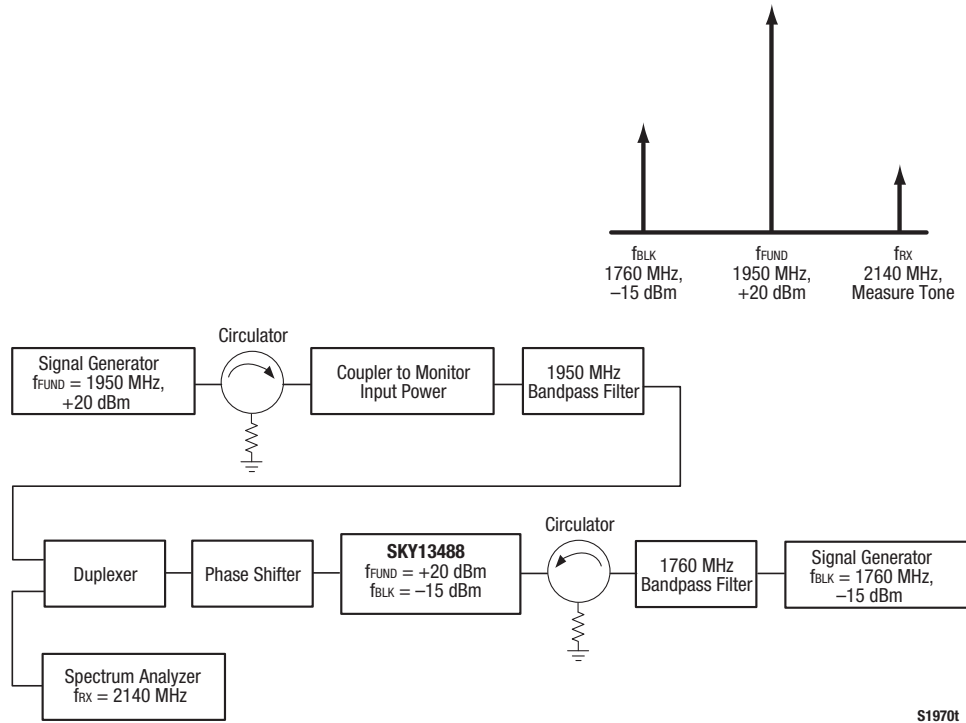 fBLK
1760 MHz,
–15 dBm
fFUND
1950 MHz,
+20 dBm
fRX
2140 MHz,
Measure Tone
Signal Generator
fFUND = 1950 MHz,
+20 dBm
Circulator
Coupler to Monitor
Input Power
1950 MHz
Bandpass Filter
Duplexer
Phase Shifter
SKY13488
fFUND = +20 dBm
fBLK = –15 dBm
Circulator
1760 MHz
Bandpass Filter
Signal Generator
fBLK = 1760 MHz,
–15 dBm
Spectrum Analyzer
fRX = 2140 MHz
S1970t